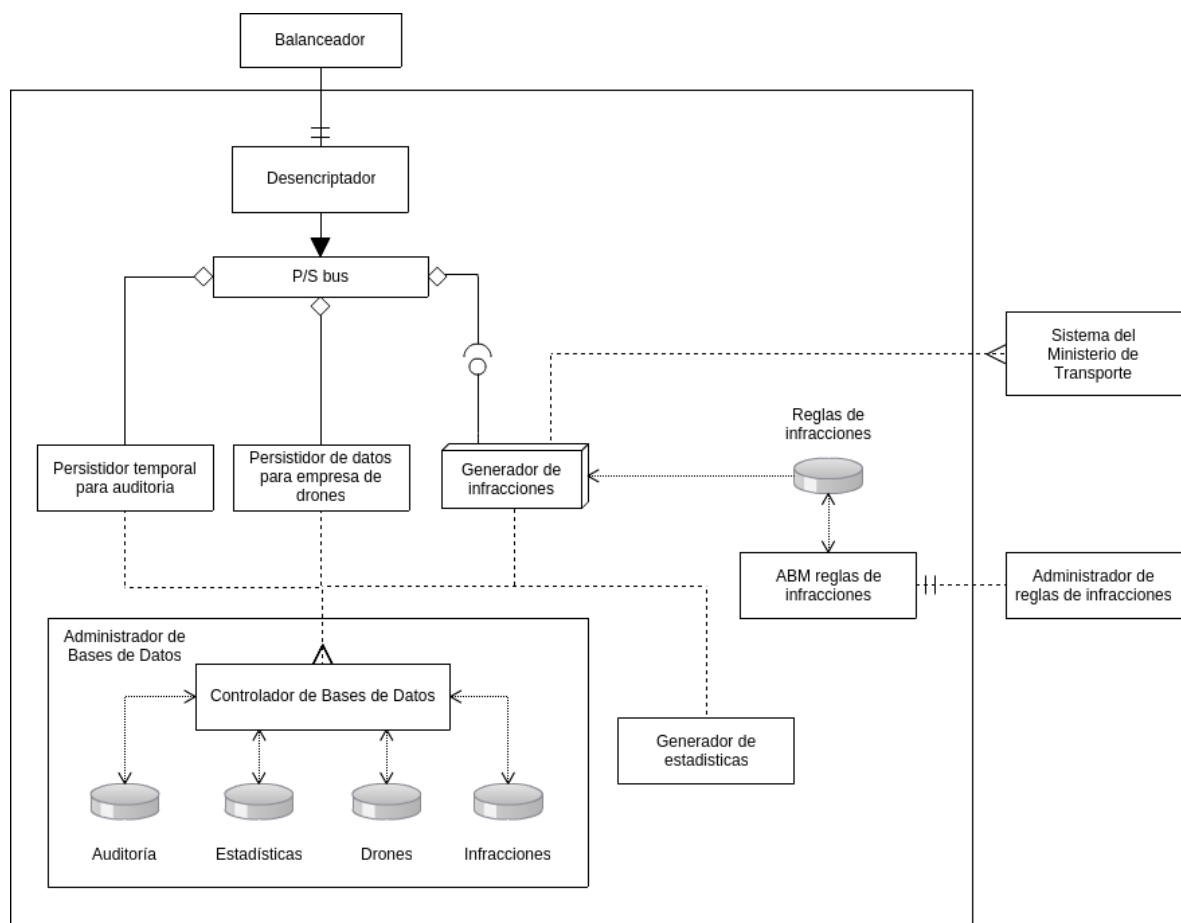 Balanceador
Desencriptador
P/S bus
Sistema del
Ministerio de
Transporte
Reglas de
infracciones
Persistidor temporal
para auditoria
Persistidor de datos
para empresa de
drones
Generador de
infracciones
ABM reglas de
infracciones
Administrador de
reglas de infracciones
Administrador de
Bases de Datos
Controlador de Bases de Datos
Generador de
estadisticas
Auditoría
Estadísticas
Drones
Infracciones